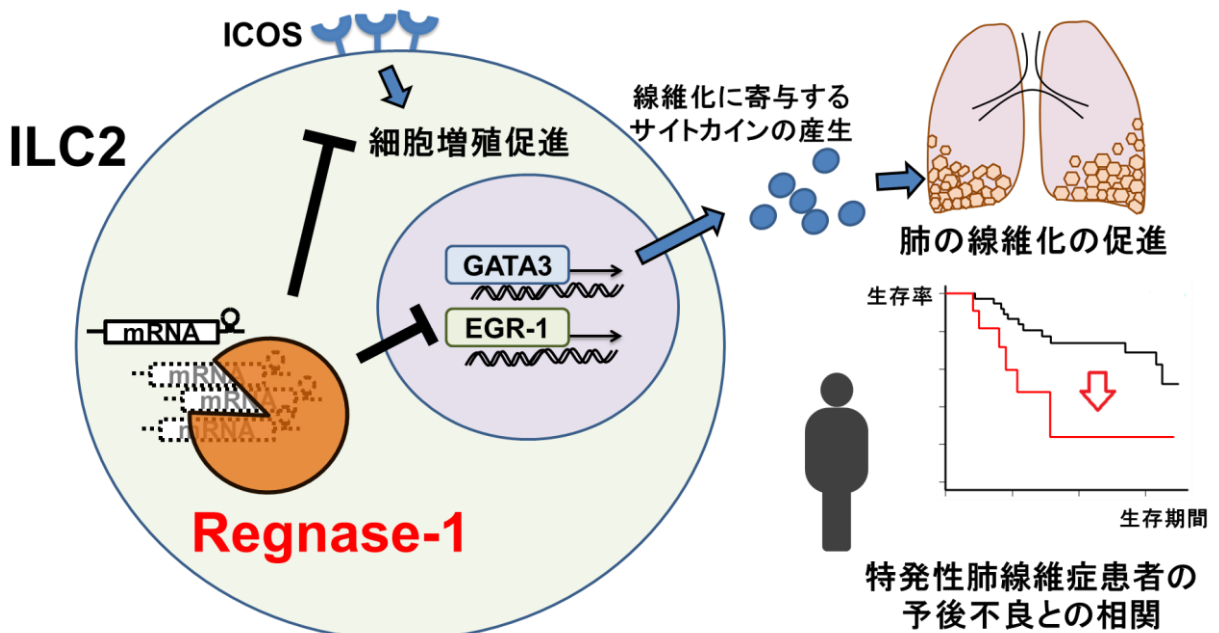 ICOS
ILC2
細胞増殖促進
線維化に寄与する
サイトカインの産生
肺の線維化の促進
GATA3
EGR-1
mRNA
mRNA
mRNA
mRNA
Regnase-1
生存率
生存期間
特発性肺線維症患者の
予後不良との相関